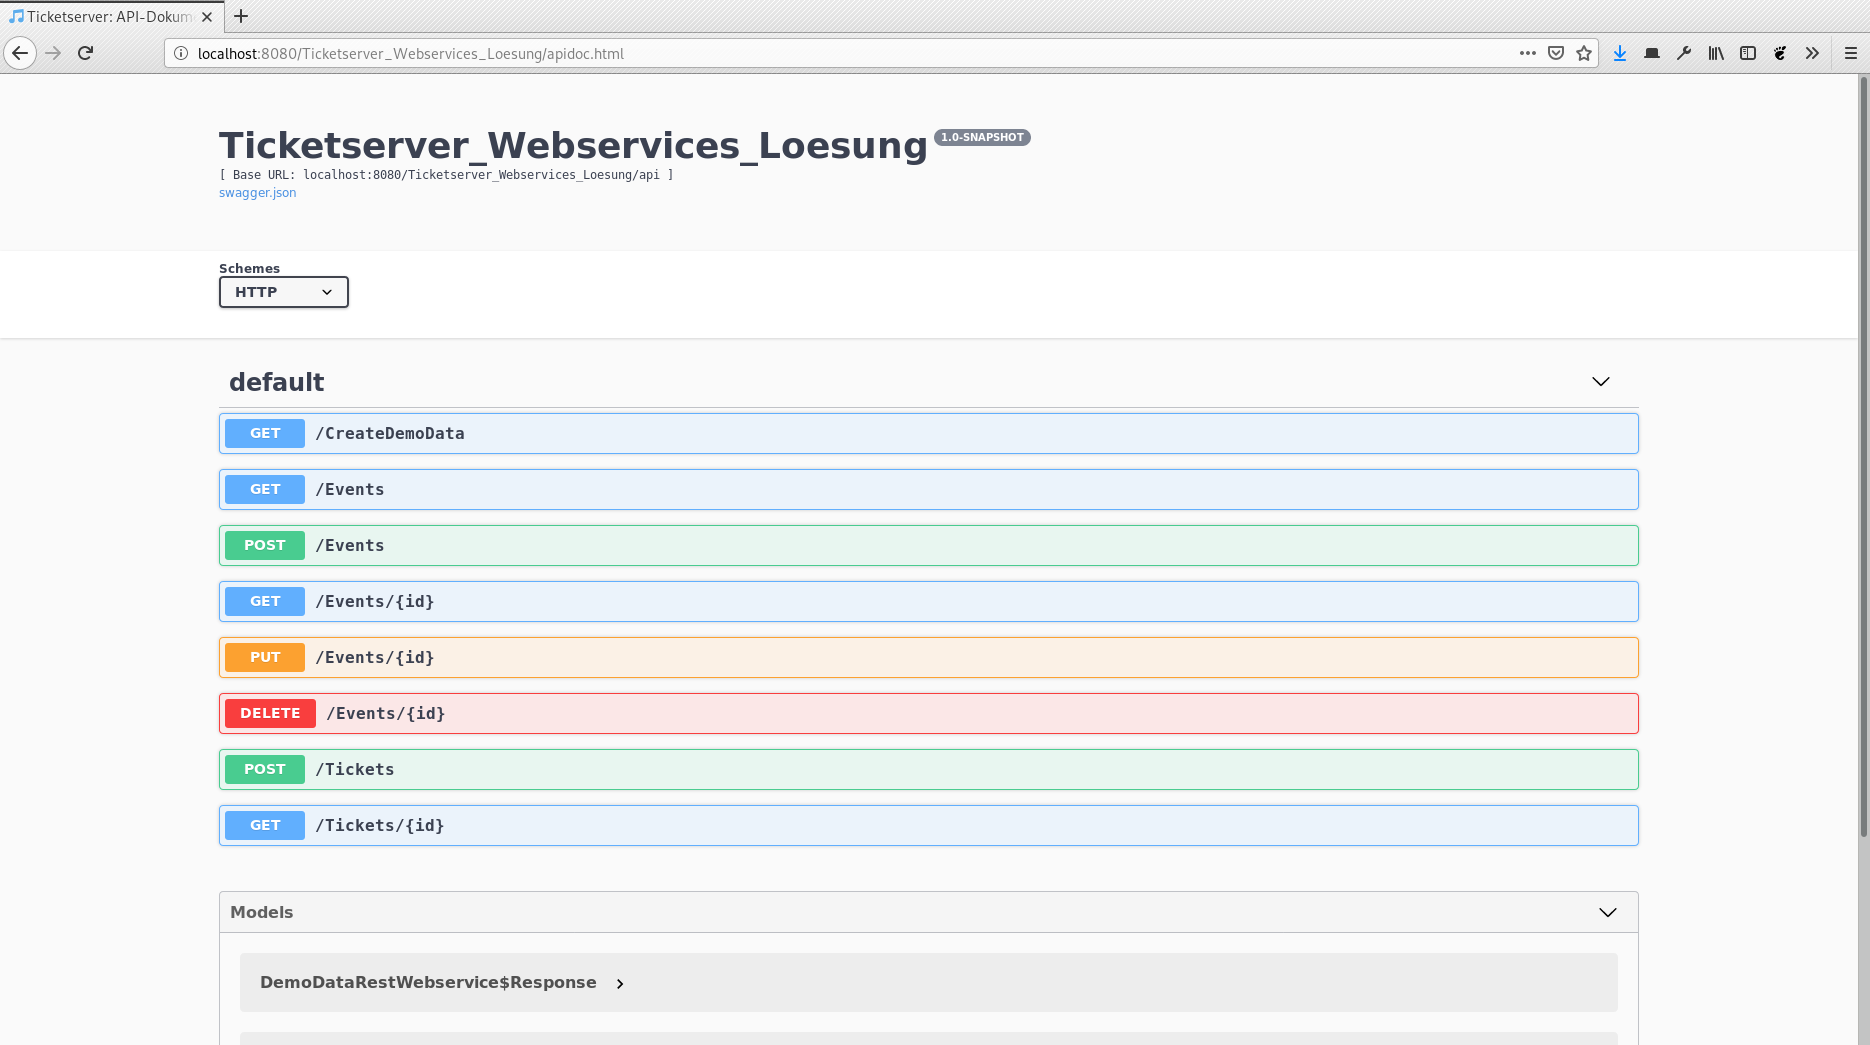 Ticketserver: API-Dokum
localhost:8080/Ticketserver_Webservices_Loesung/apidoc.html
Ticketserver_Webservices_Loesung 1.0-SNAPSHOT
[ Base URL: localhost:8080/Ticketserver_Webservices_Loesung/api ]
swagger.json
Schemes
HTTP
default
GET /CreateDemoData
GET /Events
POST /Events
GET /Events/{id}
PUT /Events/{id}
DELETE /Events/{id}
POST /Tickets
GET /Tickets/{id}
Models
DemoDataRestWebservice$Response